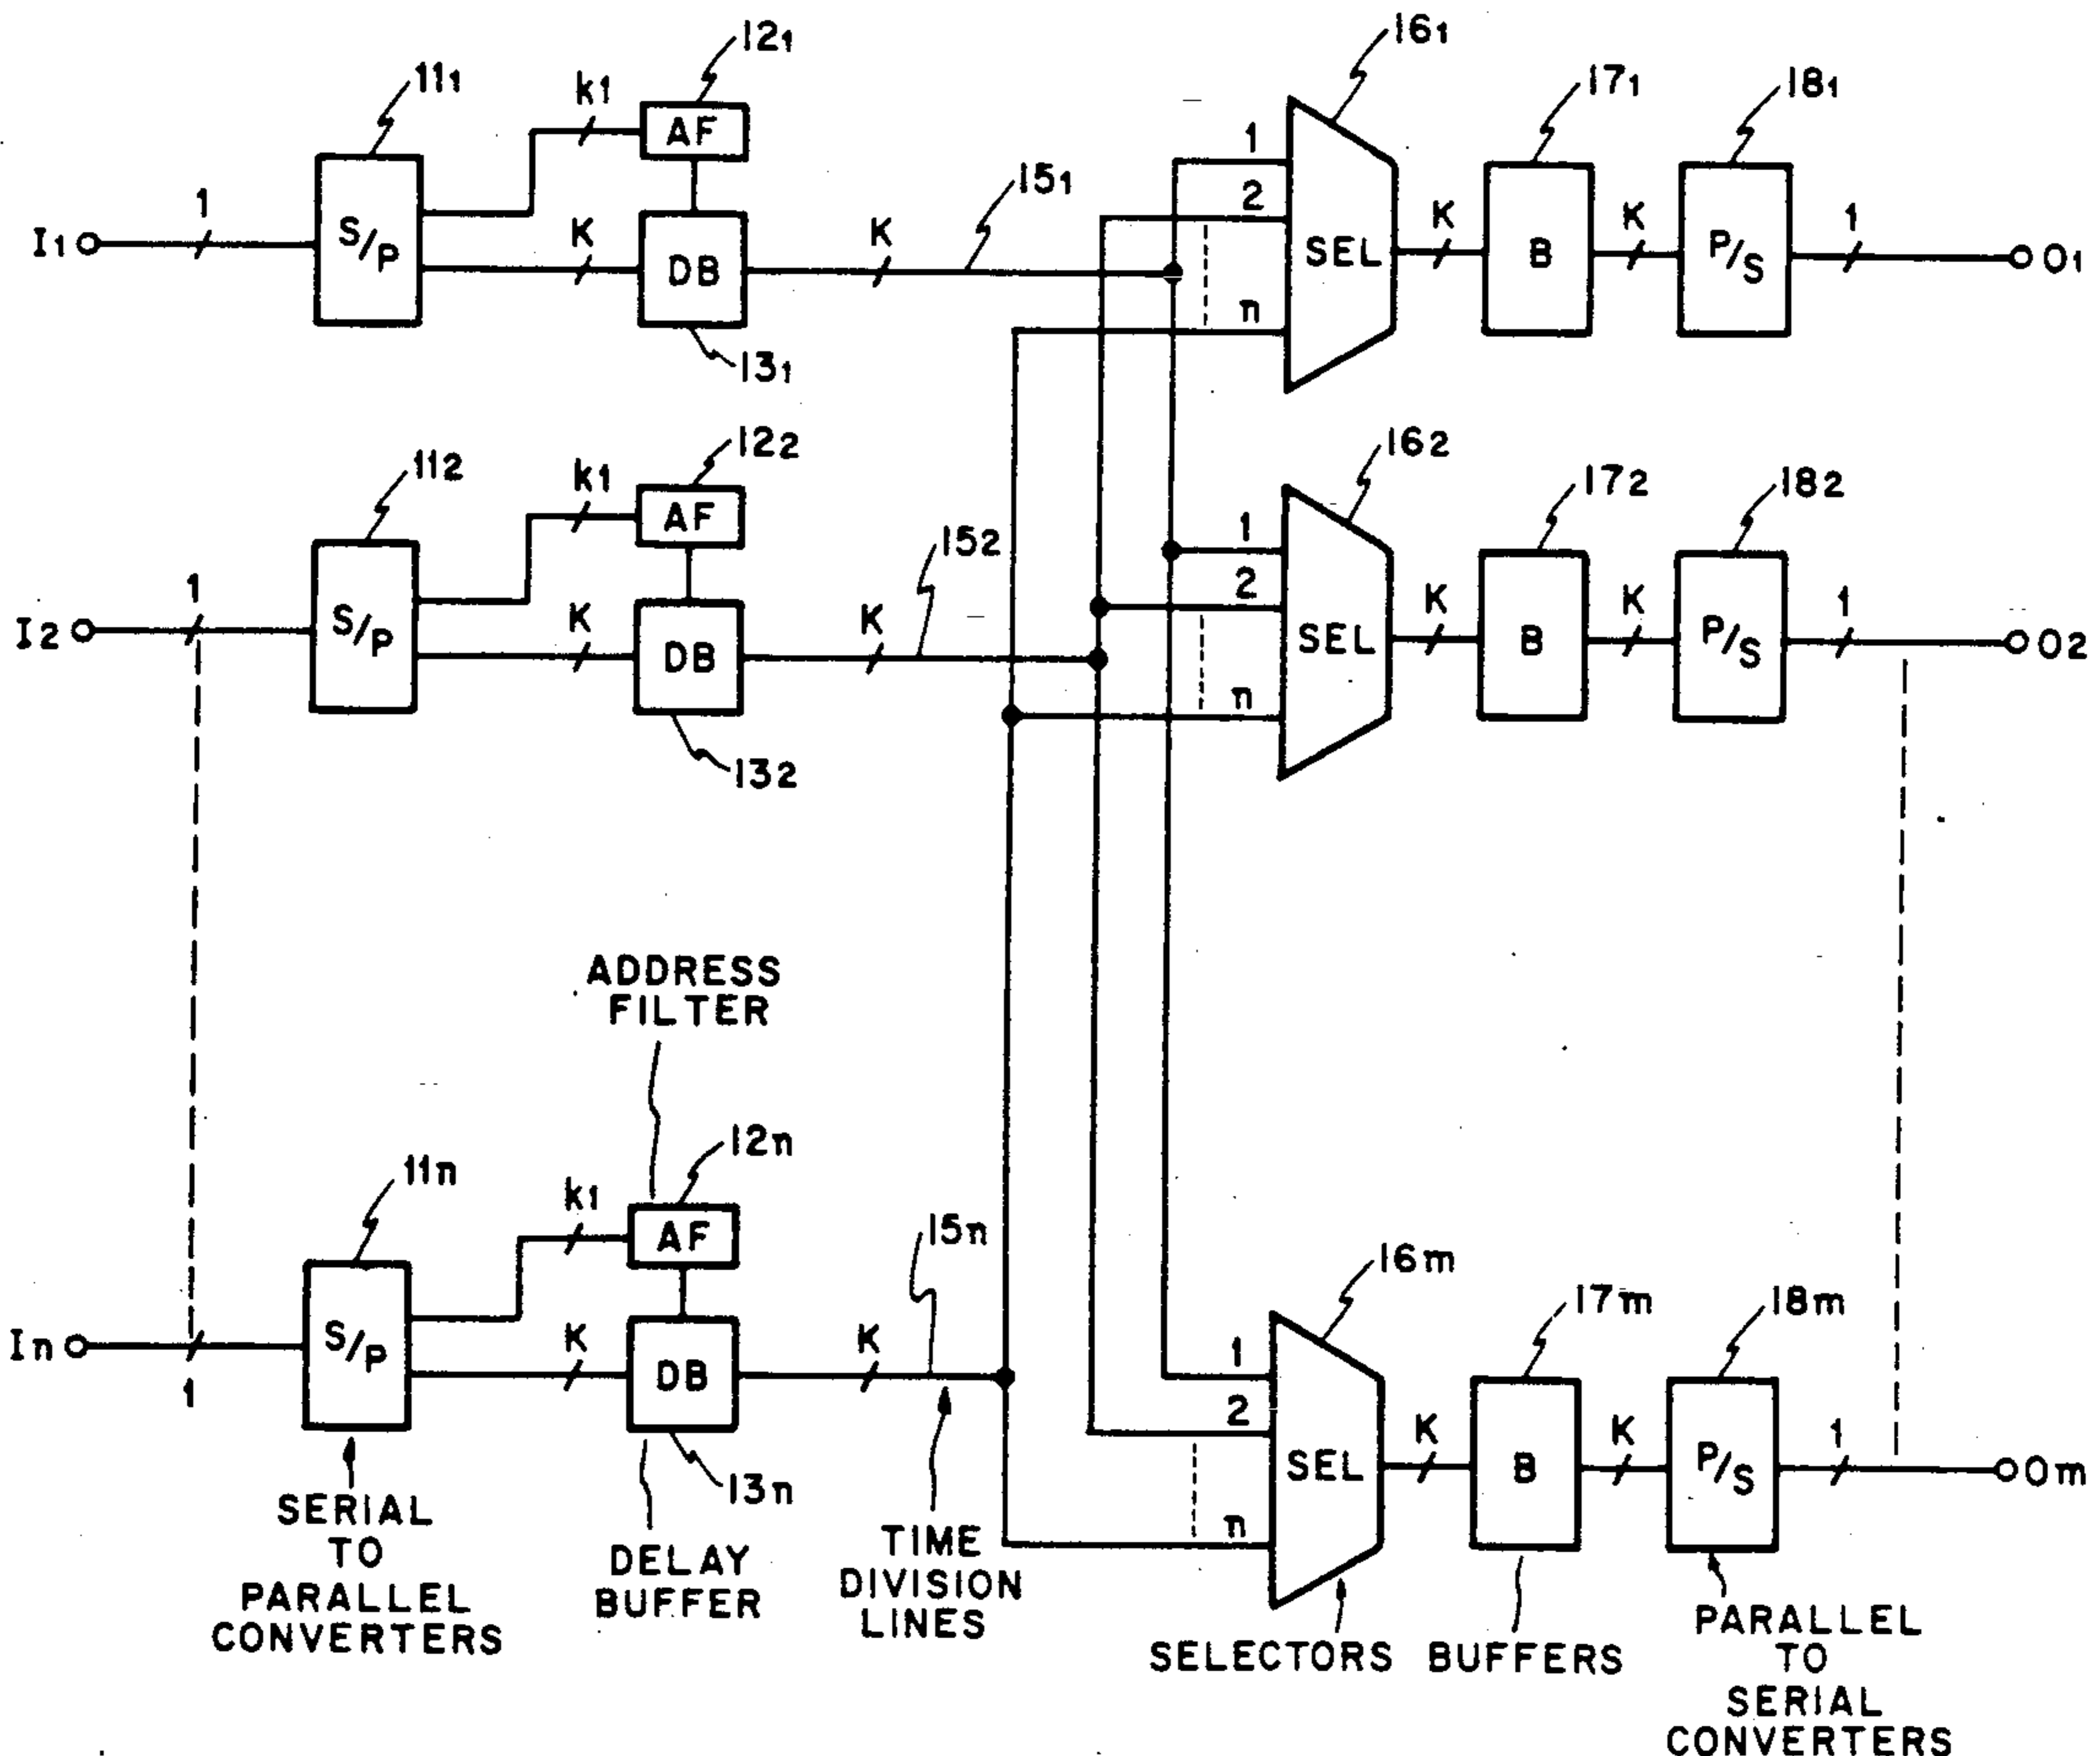 12₁
16₁
11₁
k1
AF
17₁
18₁
1
I₁
S/P
K
DB
K
15₁
1
2
n
SEL
K
B
K
P/S
1
O₁
13₁
12₂
16₂
11₂
k1
AF
17₂
18₂
1
I₂
S/P
K
DB
K
15₂
1
2
n
SEL
K
B
K
P/S
1
O₂
13₂
ADDRESS
FILTER
12n
11n
k1
AF
15n
16m
17m
18m
In
1
S/P
K
DB
K
1
2
n
SEL
K
B
K
P/S
1
Om
13n
SERIAL
TO
PARALLEL
CONVERTERS
DELAY
BUFFER
TIME
DIVISION
LINES
SELECTORS
BUFFERS
PARALLEL
TO
SERIAL
CONVERTERS